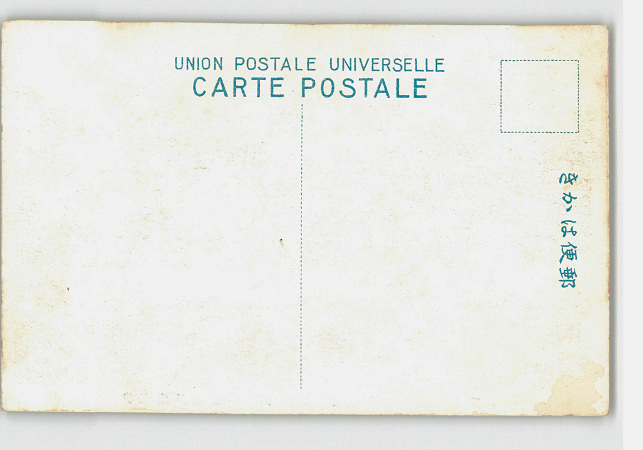 UNION POSTALE UNIVERSELLE
CARTE POSTALE
郵便はかき